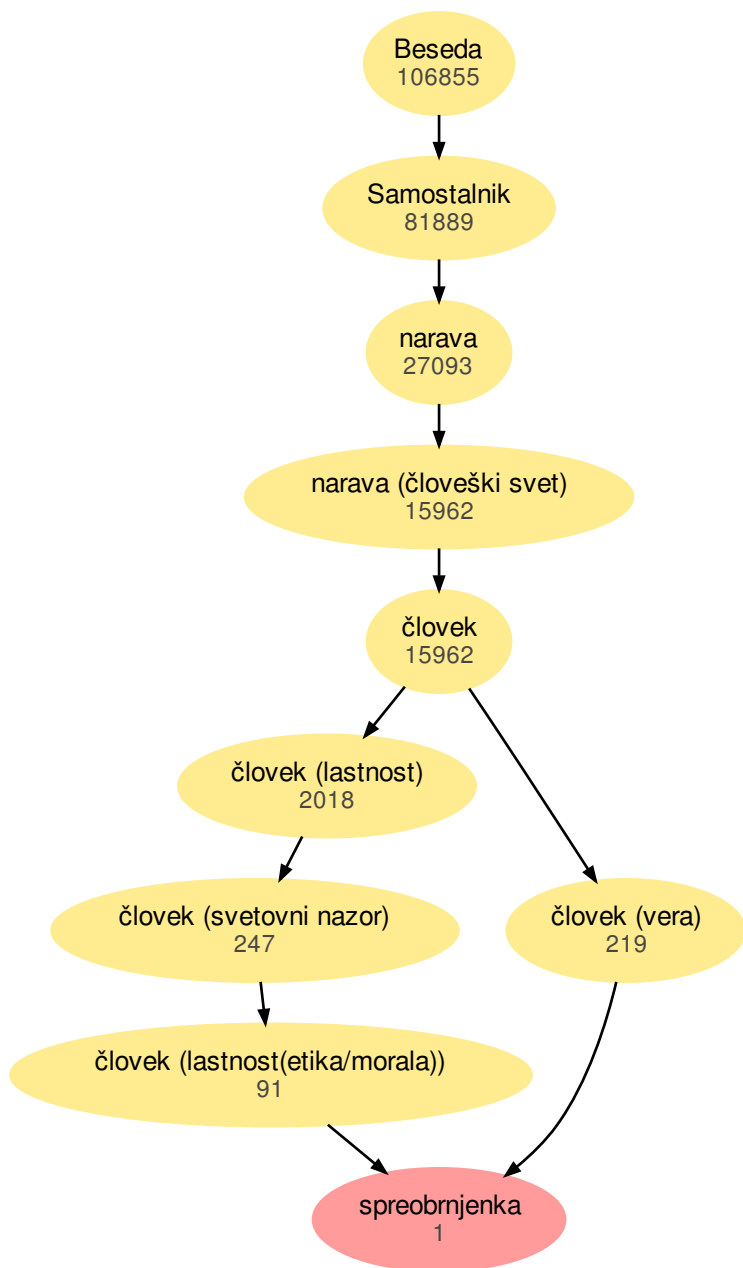 Beseda
106855
Samostalnik
81889
narava
27093
narava (človeški svet)
15962
človek
15962
človek (lastnost)
2018
človek (svetovni nazor)
247
človek (vera)
219
človek (lastnost(etika/morala))
91
spreobrnjenka
1